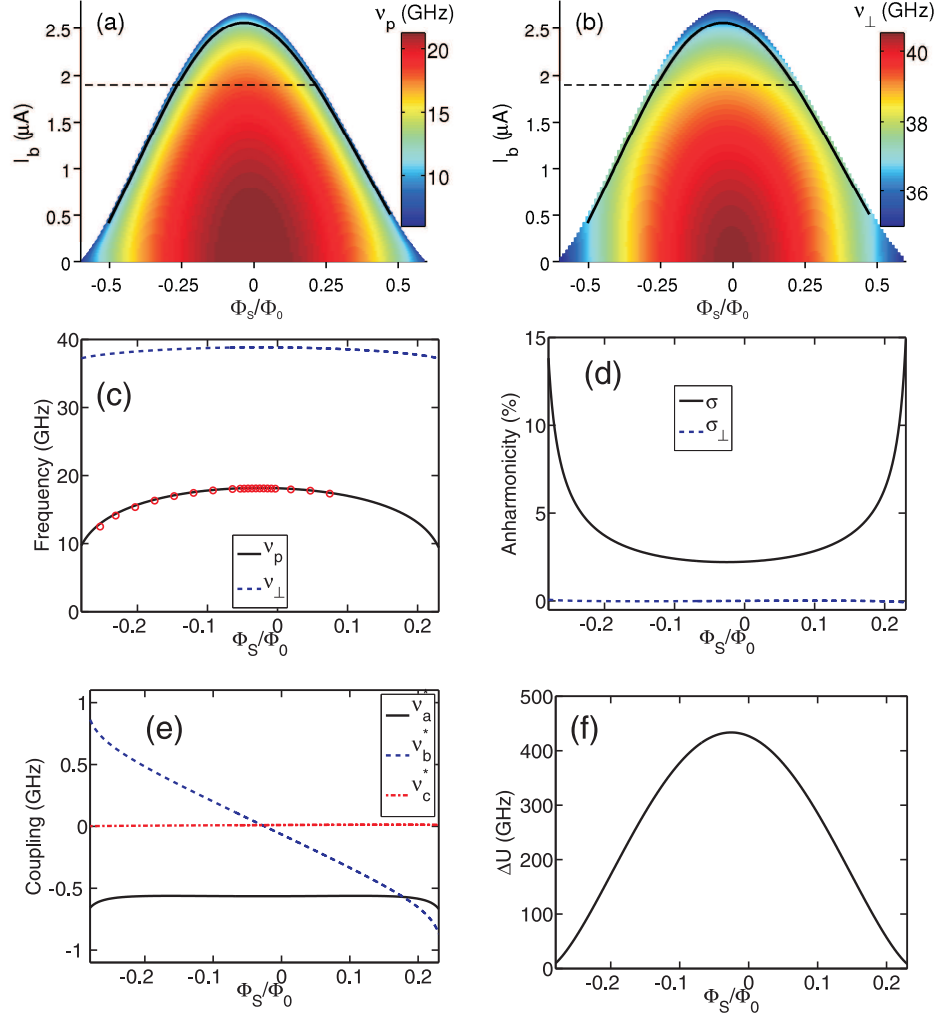 (a)
ν_p (GHz)
20
15
10
I_b (μA)
2.5
2
1.5
1
0.5
0
-0.5 -0.25 0 0.25 0.5
Φ_S/Φ_0
(b)
ν_⊥ (GHz)
40
38
36
I_b (μA)
2.5
2
1.5
1
0.5
0
-0.5 -0.25 0 0.25 0.5
Φ_S/Φ_0
(c)
Frequency (GHz)
40
30
20
10
0
ν_p
ν_⊥
-0.2 -0.1 0 0.1 0.2
Φ_S/Φ_0
(d)
Anharmonicity (%)
15
10
5
0
σ
σ_⊥
-0.2 -0.1 0 0.1 0.2
Φ_S/Φ_0
(e)
Coupling (GHz)
1
0.5
0
-0.5
-1
ν_a^*
ν_b^*
ν_c^*
-0.2 -0.1 0 0.1 0.2
Φ_S/Φ_0
(f)
ΔU (GHz)
500
400
300
200
100
0
-0.2 -0.1 0 0.1 0.2
Φ_S/Φ_0